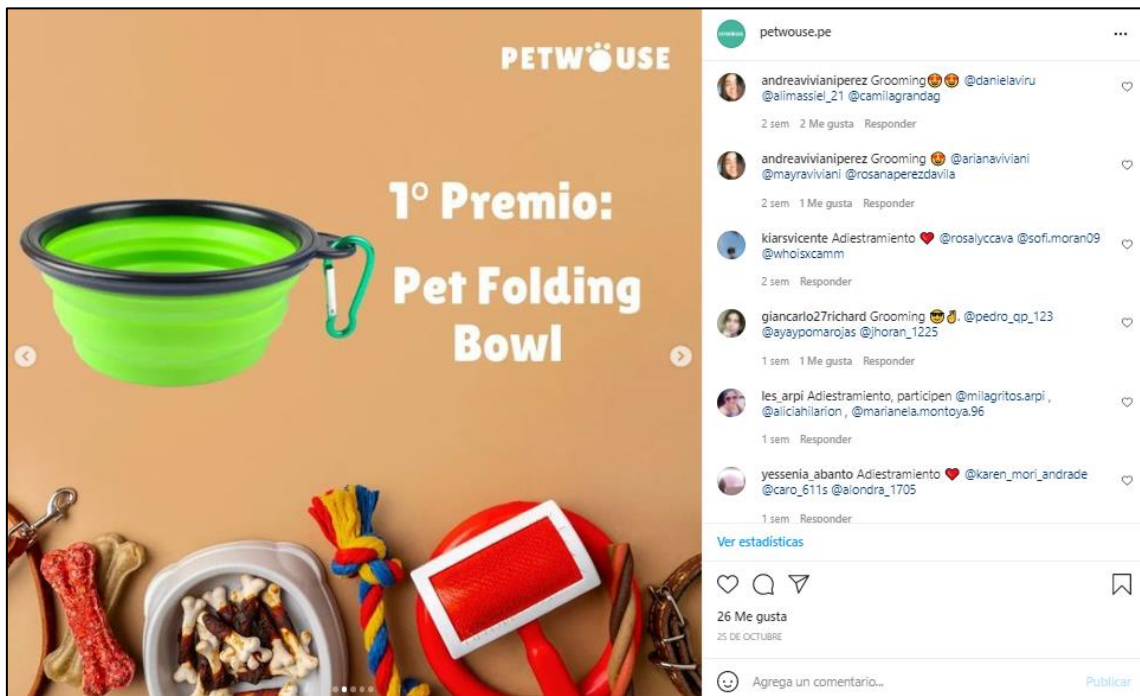 PETWOUSE
1° Premio:
Pet Folding
Bowl
petwouse.pe
andreavivianiperez Grooming😍😍 @danielaviru
@alimassiel_21 @camilagrandag
2 sem 2 Me gusta Responder
andreavivianiperez Grooming 😍 @arianaviviani
@mayraviviani @rosanaperezdavila
2 sem 1 Me gusta Responder
kiarsvicente Adiestramiento ❤️ @rosalyccava @sofi.moran09
@whoisxcamm
2 sem Responder
giancarlo27richard Grooming 😎✌️. @pedro_qp_123
@ayaypomarojas @jhoran_1225
1 sem 1 Me gusta Responder
les_arpi Adiestramiento, participen @milagritos.arpi ,
@aliciahilarion , @marianela.montoya.96
1 sem Responder
yessenia_abanto Adiestramiento ❤️ @karen_mori_andrade
@caro_611s @alondra_1705
1 sem Responder
Ver estadísticas
26 Me gusta
25 DE OCTUBRE
Agrega un comentario... Publicar